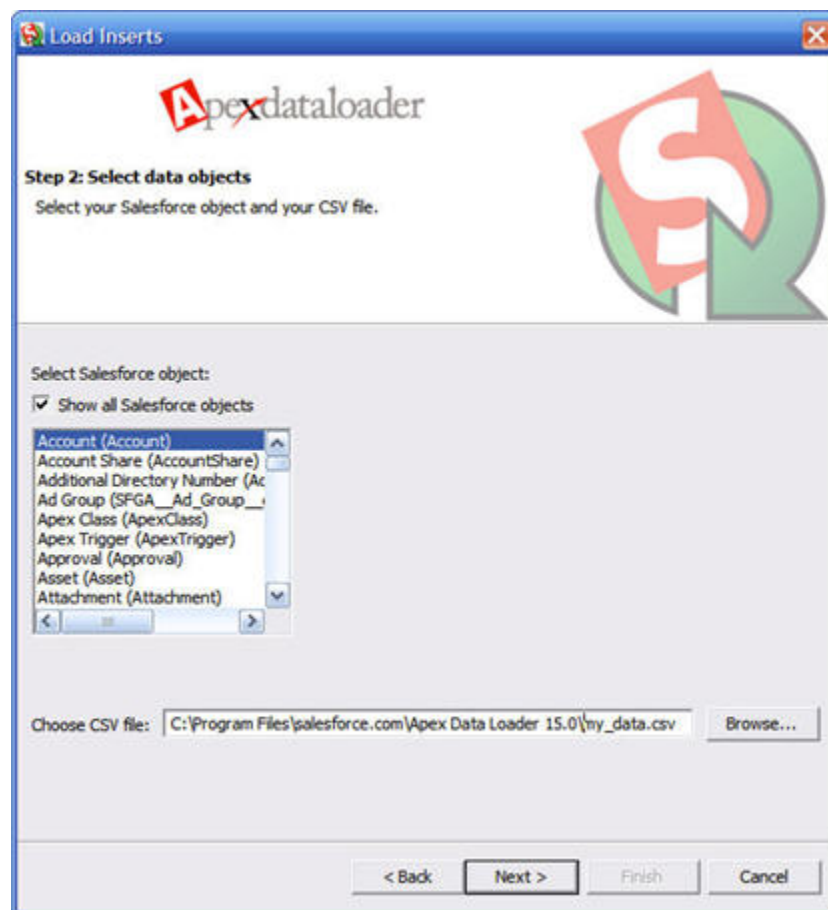 Load Inserts
Apexdataloader
Step 2: Select data objects
Select your Salesforce object and your CSV file.
Select Salesforce object:
Show all Salesforce objects
Account (Account)
Account Share (AccountShare)
Additional Directory Number (Ac
Ad Group (SFGA__Ad_Group__
Apex Class (ApexClass)
Apex Trigger (ApexTrigger)
Approval (Approval)
Asset (Asset)
Attachment (Attachment)
Choose CSV file: C:\Program Files\salesforce.com\Apex Data Loader 15.0\my_data.csv Browse...
< Back Next > Finish Cancel